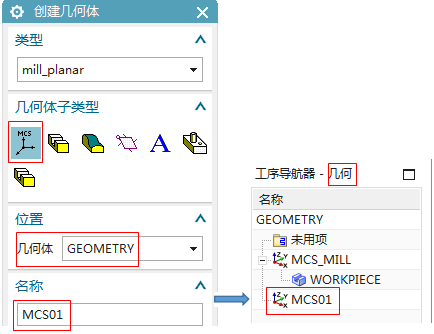 创建几何体
类型
mill_planar
几何体子类型
MCS
A
位置
几何体 GEOMETRY
名称
MCS01
工序导航器 - 几何
名称
GEOMETRY
未用项
MCS_MILL
WORKPIECE
MCS01